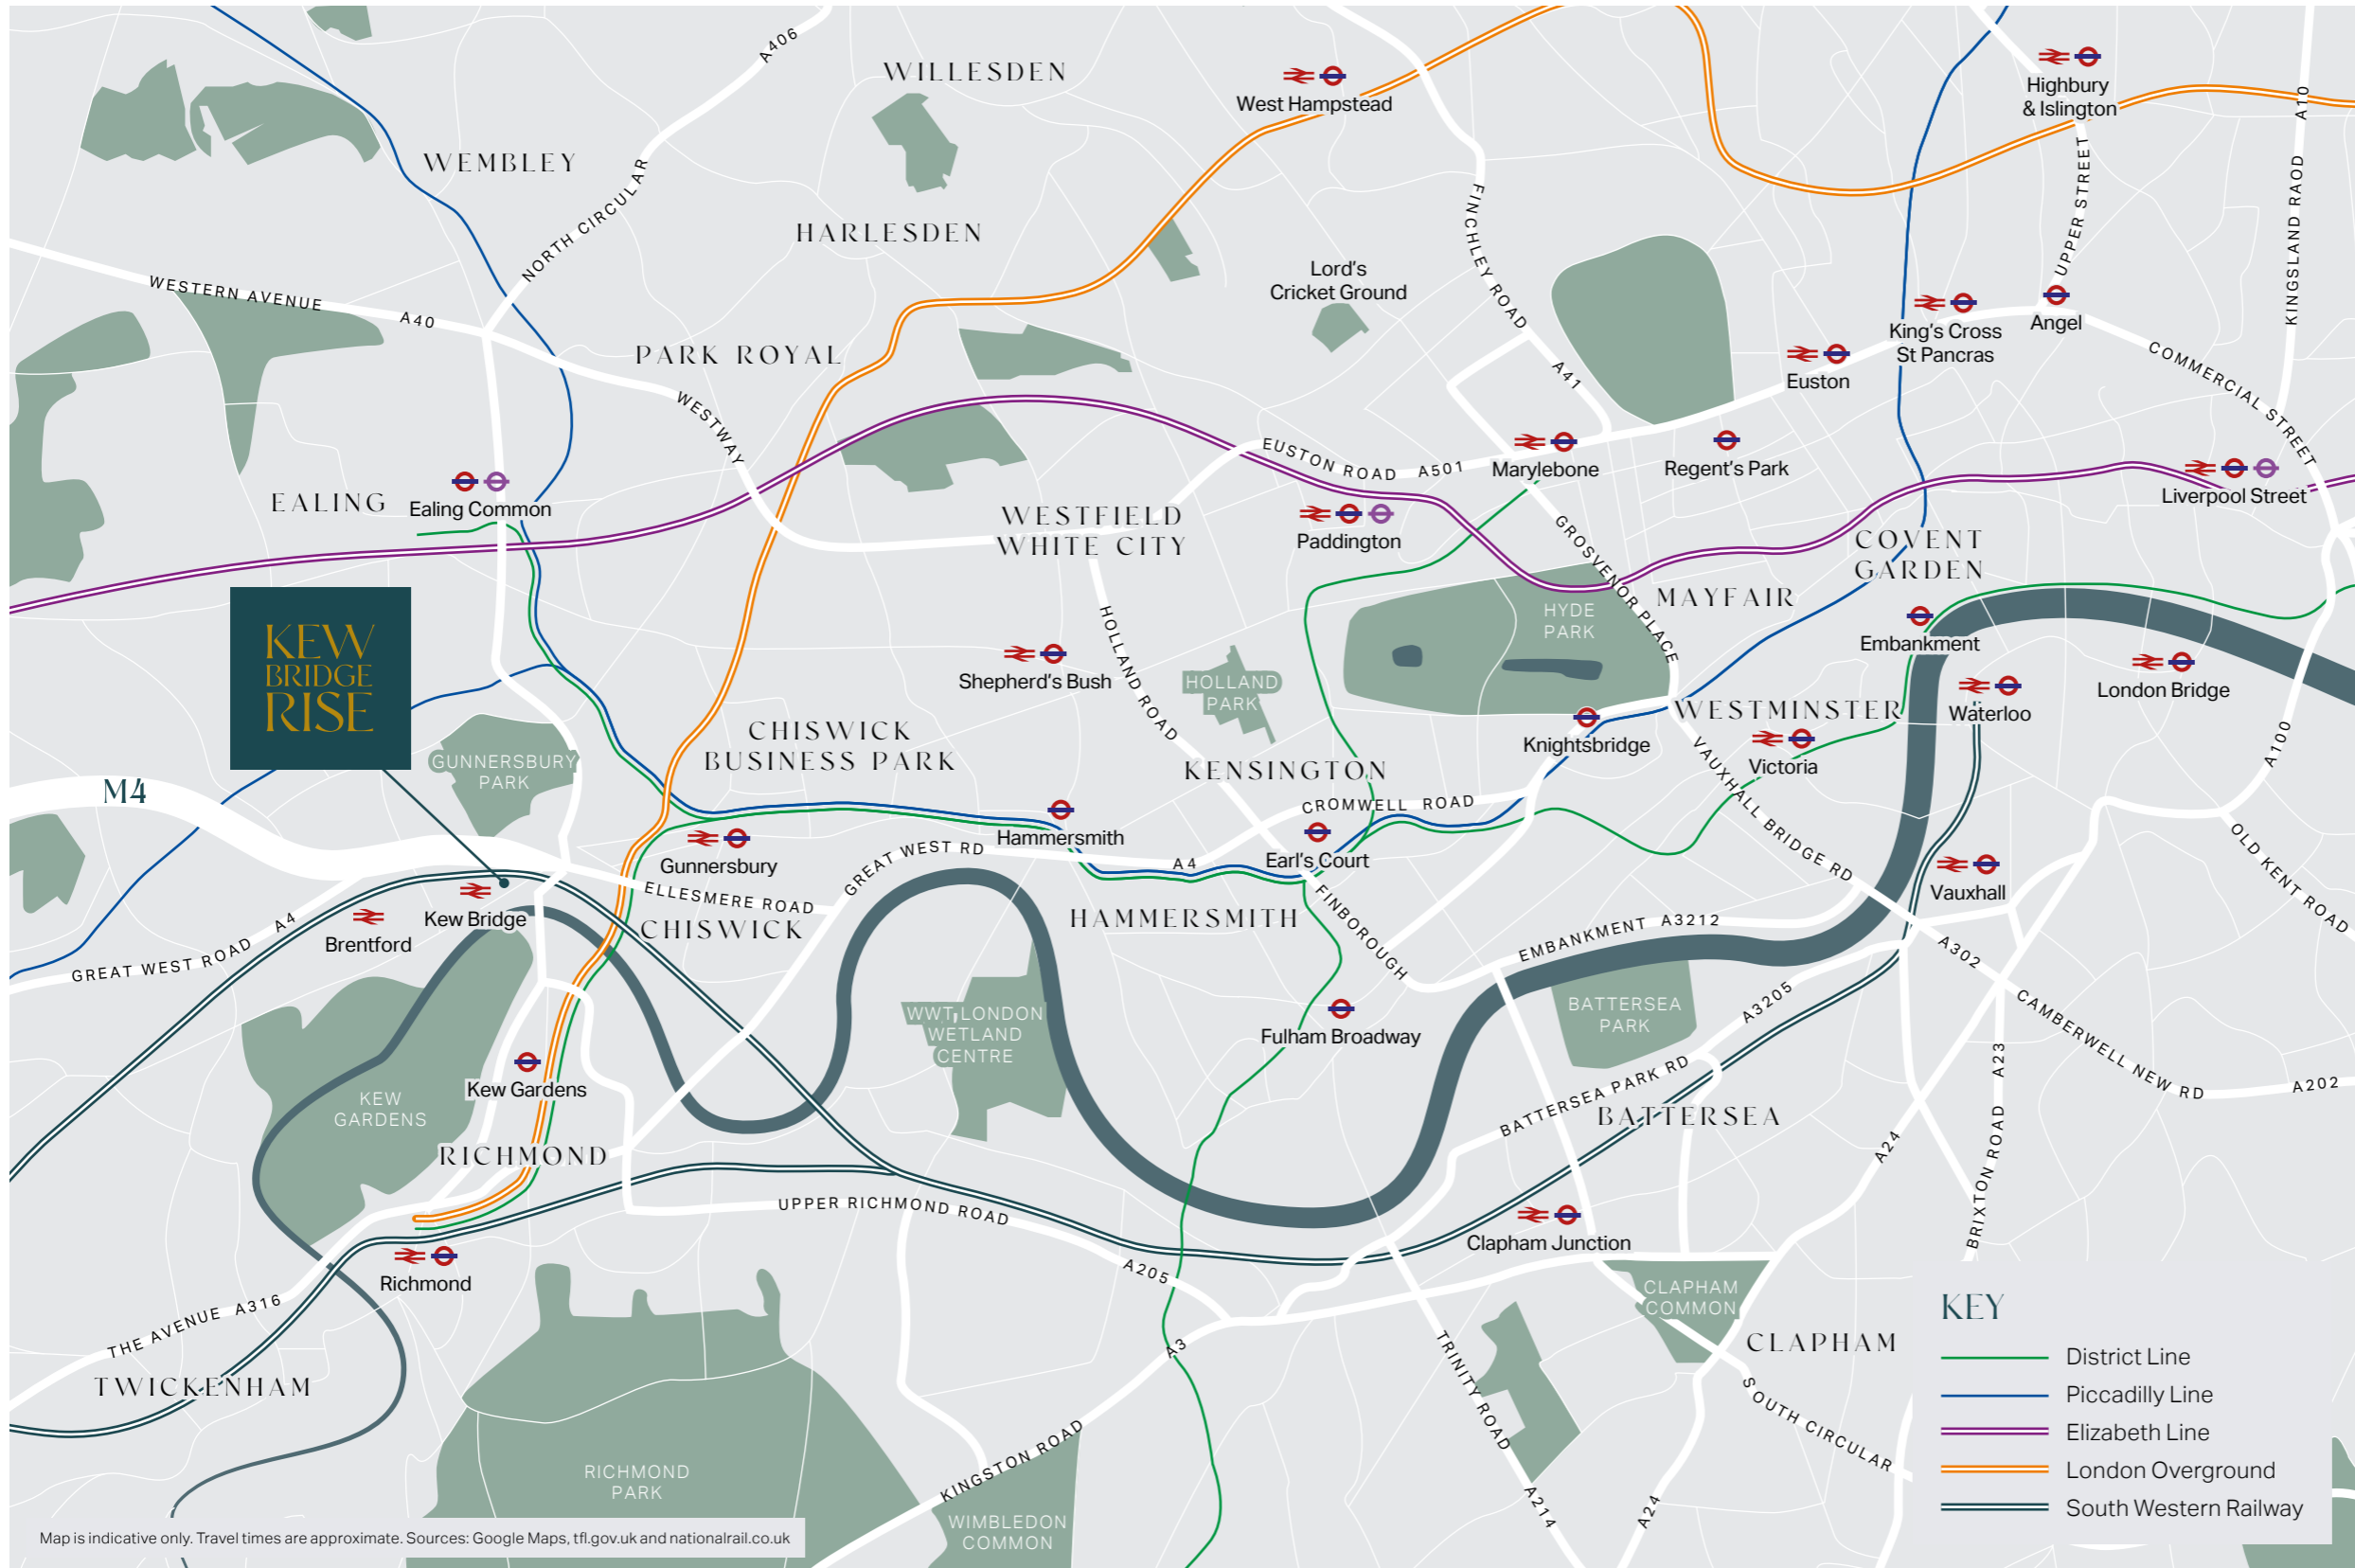 A406
WILLESDEN
West Hampstead
Highbury
& Islington
A10
WEMBLEY
NORTH CIRCULAR
HARLESDEN
FINCHLEY ROAD
UPPER STREET
KINGSLAND RAOD
WESTERN AVENUE
A40
Lord's
Cricket Ground
King's Cross
St Pancras
Angel
PARK ROYAL
A41
Euston
COMMERCIAL STREET
WESTWAY
EUSTON ROAD A501
Marylebone
Regent's Park
Liverpool Street
EALING
Ealing Common
WESTFIELD
WHITE CITY
Paddington
GROSVENOR PLACE
COVENT
GARDEN
MAYFAIR
HYDE
PARK
KEW
BRIDGE
RISE
HOLLAND ROAD
Embankment
Shepherd's Bush
HOLLAND
PARK
London Bridge
WESTMINSTER
Waterloo
CHISWICK
BUSINESS PARK
Knightsbridge
Victoria
A100
GUNNERSBURY
PARK
KENSINGTON
M4
CROMWELL ROAD
VAUXHALL BRIDGE RD
Hammersmith
Gunnersbury
GREAT WEST RD
A4
Earl's Court
OLD KENT ROAD
Vauxhall
ELLESMERE ROAD
FINBOROUGH
Kew Bridge
Brentford
A4
GREAT WEST ROAD
CHISWICK
HAMMERSMITH
EMBANKMENT A3212
A302
WWT LONDON
WETLAND
CENTRE
BATTERSEA
PARK
A3205
CAMBERWELL NEW RD
A202
Fulham Broadway
A23
Kew Gardens
KEW
GARDENS
BATTERSEA PARK RD
BATTERSEA
RICHMOND
A24
BRIXTON ROAD
UPPER RICHMOND ROAD
Clapham Junction
Richmond
A205
CLAPHAM
COMMON
THE AVENUE A316
A3
CLAPHAM
TWICKENHAM
TRINITY ROAD
SOUTH CIRCULAR
KINGSTON ROAD
RICHMOND
PARK
A214
A24
WIMBLEDON
COMMON
KEY
District Line
Piccadilly Line
Elizabeth Line
London Overground
South Western Railway
Map is indicative only. Travel times are approximate. Sources: Google Maps, tfl.gov.uk and nationalrail.co.uk